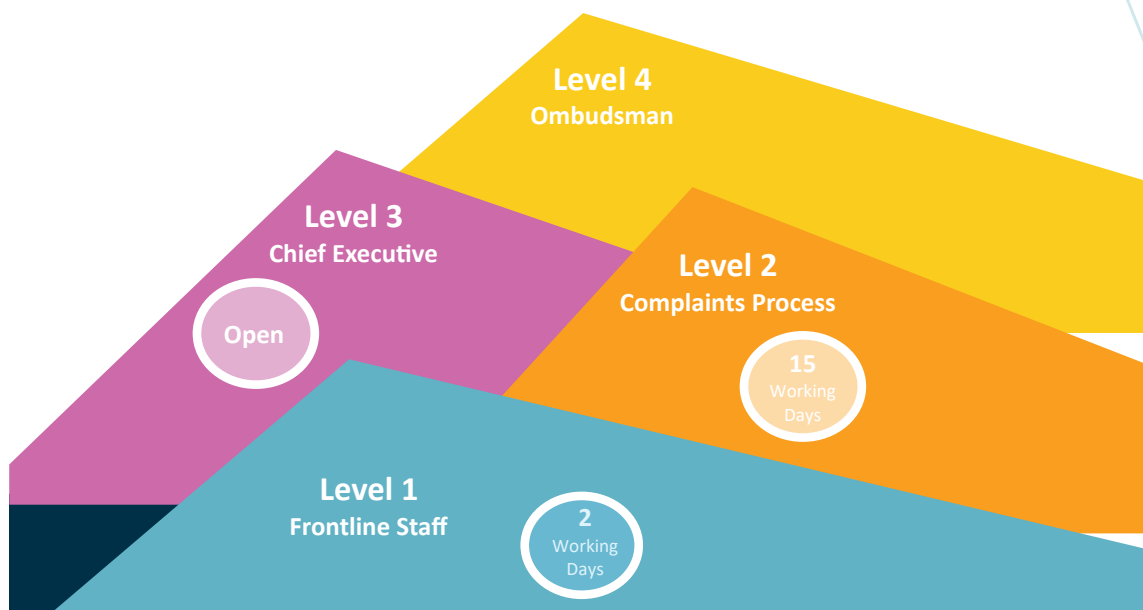 Level 4
Ombudsman
Level 3
Chief Executive
Open
Level 2
Complaints Process
15
Working
Days
Level 1
Frontline Staff
2
Working
Days